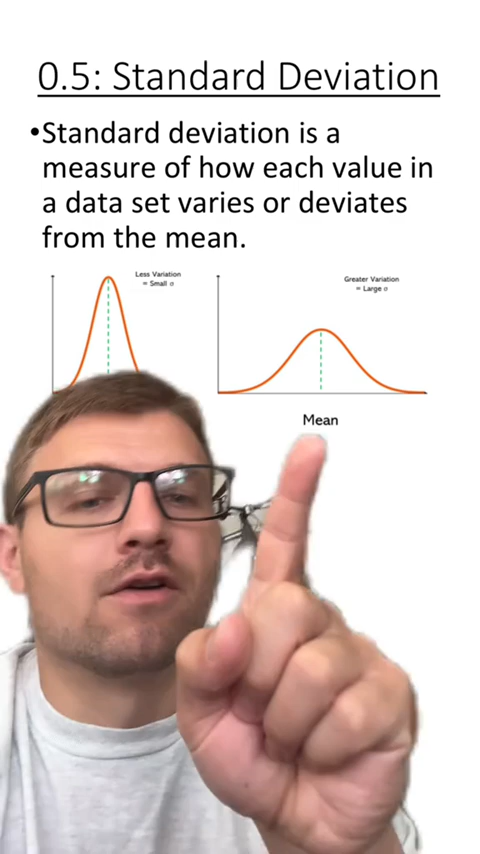 0.5: Standard Deviation
•Standard deviation is a
measure of how each value in
a data set varies or deviates
from the mean.
Less Variation
= Small σ
Greater Variation
= Large σ
Mean